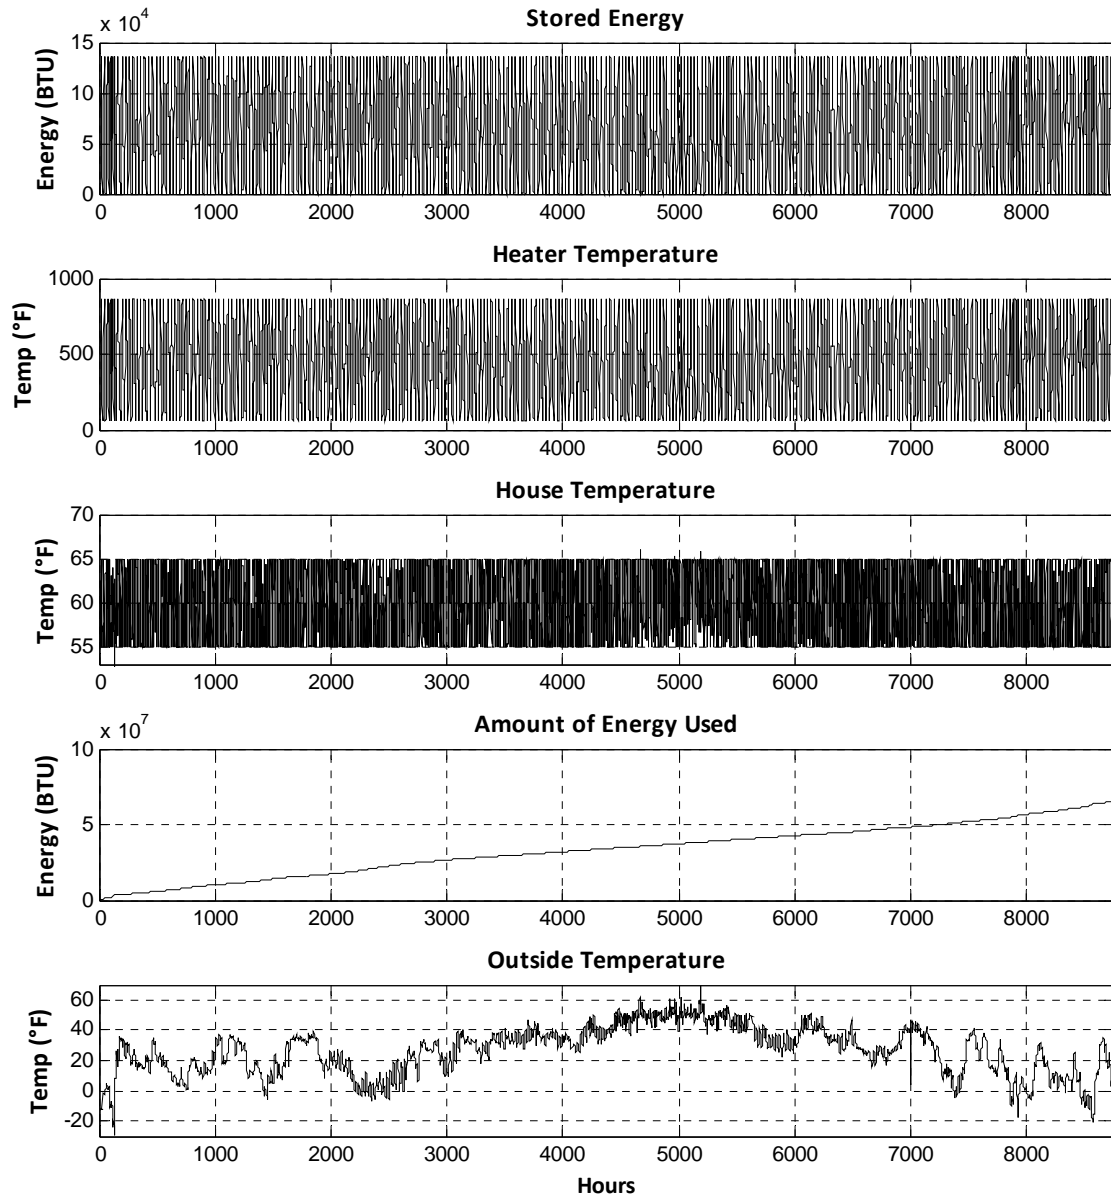 Stored Energy
x 10^4
Energy (BTU)
15
10
5
0
0 1000 2000 3000 4000 5000 6000 7000 8000
Heater Temperature
Temp (°F)
1000
500
0
0 1000 2000 3000 4000 5000 6000 7000 8000
House Temperature
Temp (°F)
70
65
60
55
0 1000 2000 3000 4000 5000 6000 7000 8000
Amount of Energy Used
x 10^7
Energy (BTU)
10
5
0
0 1000 2000 3000 4000 5000 6000 7000 8000
Outside Temperature
Temp (°F)
60
40
20
0
-20
0 1000 2000 3000 4000 5000 6000 7000 8000
Hours